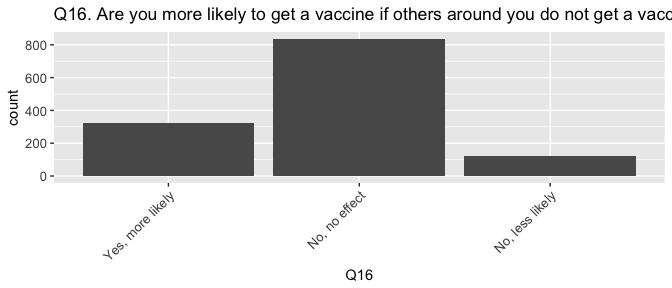 Q16. Are you more likely to get a vaccine if others around you do not get a vacc
800
600
400
200
0
count
Yes, more likely
No, no effect
No, less likely
Q16